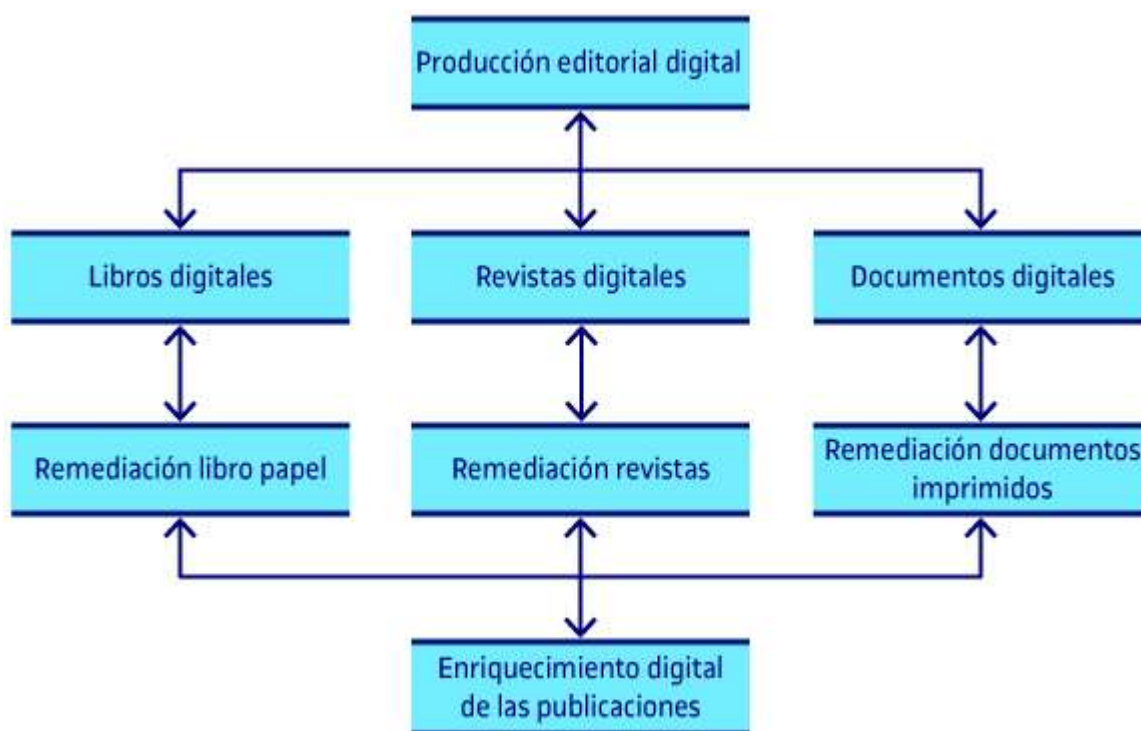 Producción editorial digital
Libros digitales
Revistas digitales
Documentos digitales
Remediación libro papel
Remediación revistas
Remediación documentos
imprimidos
Enriquecimiento digital
de las publicaciones